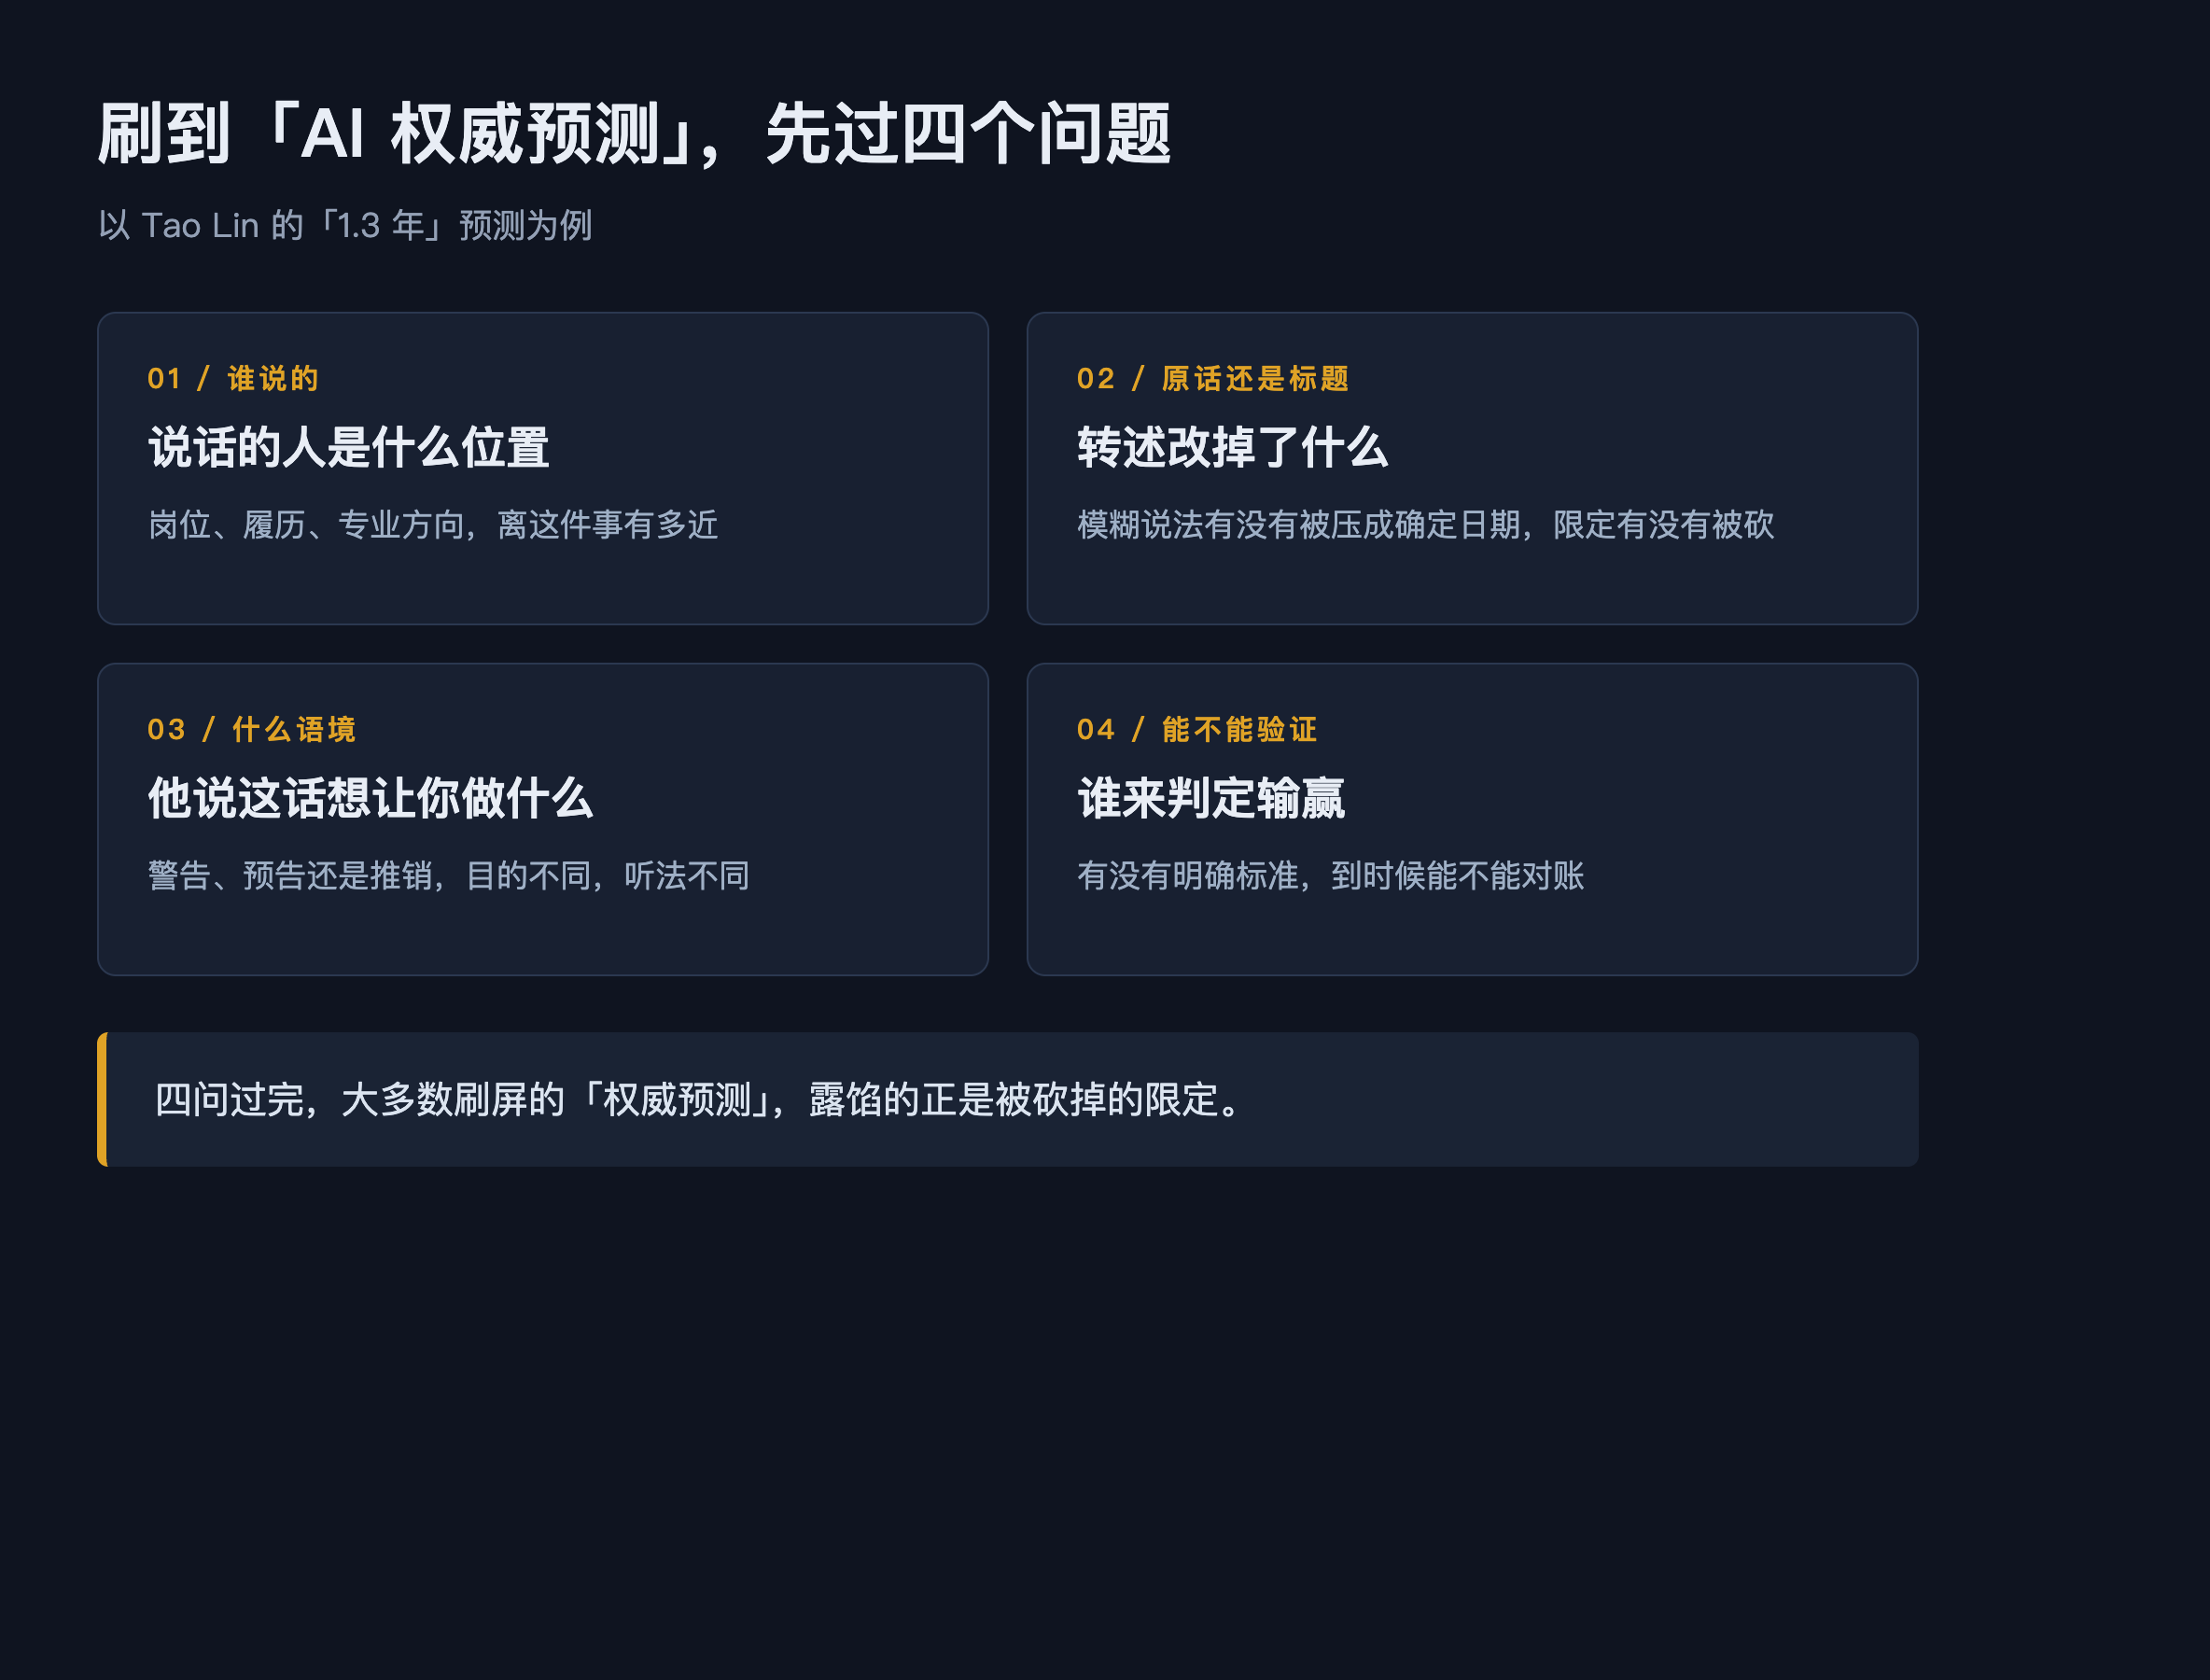 刷到「AI 权威预测」，先过四个问题
以 Tao Lin 的「1.3 年」预测为例
01 / 谁说的
说话的人是什么位置
岗位、履历、专业方向，离这件事有多近
02 / 原话还是标题
转述改掉了什么
模糊说法有没有被压成确定日期，限定有没有被砍
03 / 什么语境
他说这话想让你做什么
警告、预告还是推销，目的不同，听法不同
04 / 能不能验证
谁来判定输赢
有没有明确标准，到时候能不能对账
四问过完，大多数刷屏的「权威预测」，露馅的正是被砍掉的限定。